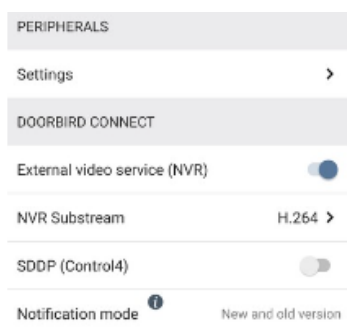 PERIPHERALS
Settings
DOORBIRD CONNECT
External video service (NVR)
NVR Substream H.264
SDDP (Control4)
Notification mode i New and old version